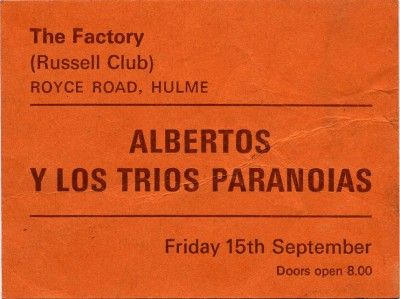 The Factory
(Russell Club)
ROYCE ROAD, HULME
ALBERTOS
Y LOS TRIOS PARANOIAS
Friday 15th September
Doors open 8.00